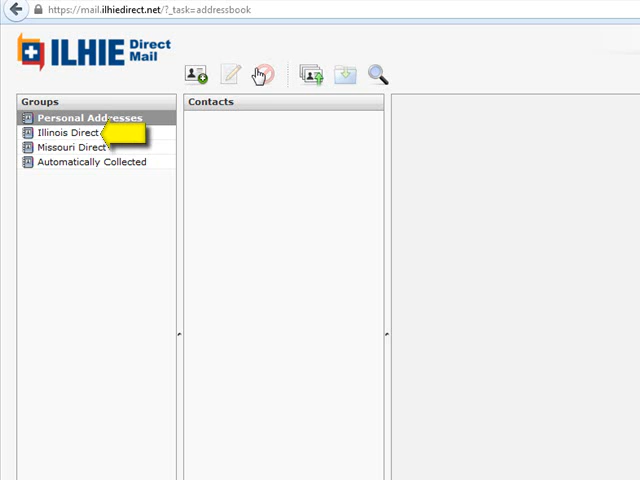 https://mail.ilhiedirect.net/?_task=addressbook
ILHIE Direct Mail
Groups
Contacts
Personal Addresses
Illinois Direct
Missouri Direct
Automatically Collected